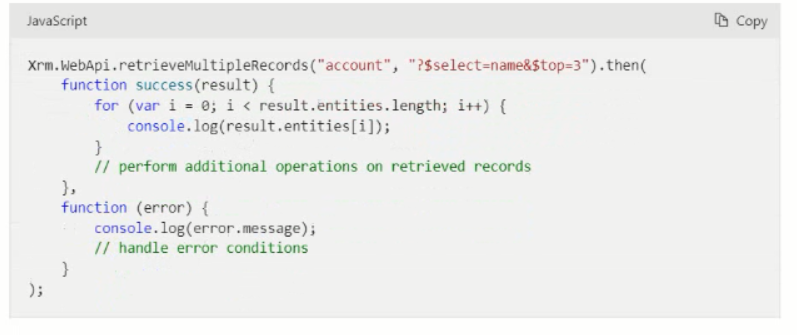 JavaScript
Copy
Xrm.WebApi.retrieveMultipleRecords("account", "?$select=name&$top=3").then(
    function success(result) {
        for (var i = 0; i < result.entities.length; i++) {
            console.log(result.entities[i]);
        }
        // perform additional operations on retrieved records
    },
    function (error) {
        console.log(error.message);
        // handle error conditions
    }
);